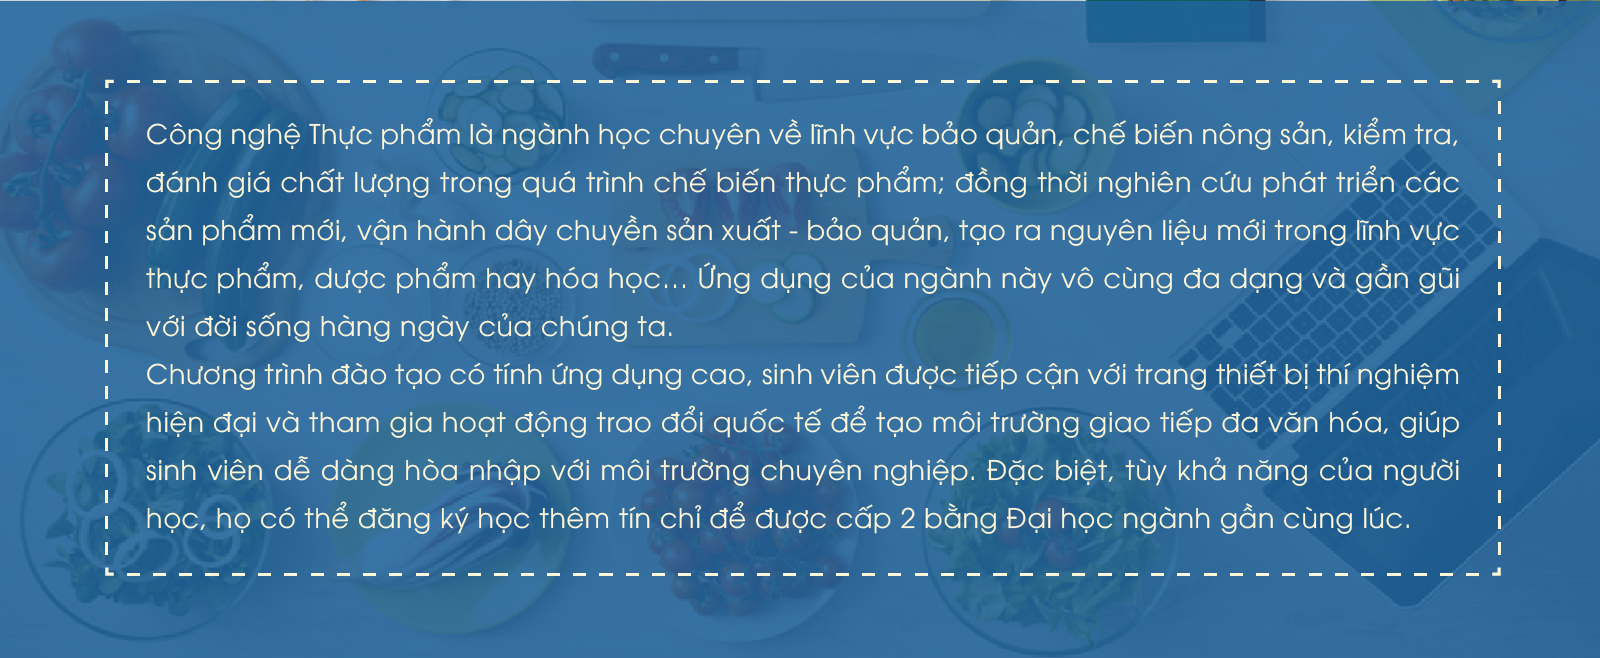 Công nghệ Thực phẩm là ngành học chuyên về lĩnh vực bảo quản, chế biến nông sản, kiểm tra,
đánh giá chất lượng trong quá trình chế biến thực phẩm; đồng thời nghiên cứu phát triển các
sản phẩm mới, vận hành dây chuyền sản xuất - bảo quản, tạo ra nguyên liệu mới trong lĩnh vực
thực phẩm, dược phẩm hay hóa học... Ứng dụng của ngành này vô cùng đa dạng và gần gũi
với đời sống hàng ngày của chúng ta.
Chương trình đào tạo có tính ứng dụng cao, sinh viên được tiếp cận với trang thiết bị thí nghiệm
hiện đại và tham gia hoạt động trao đổi quốc tế để tạo môi trường giao tiếp đa văn hóa, giúp
sinh viên dễ dàng hòa nhập với môi trường chuyên nghiệp. Đặc biệt, tùy khả năng của người
học, họ có thể đăng ký học thêm tín chỉ để được cấp 2 bằng Đại học ngành gần cùng lúc.